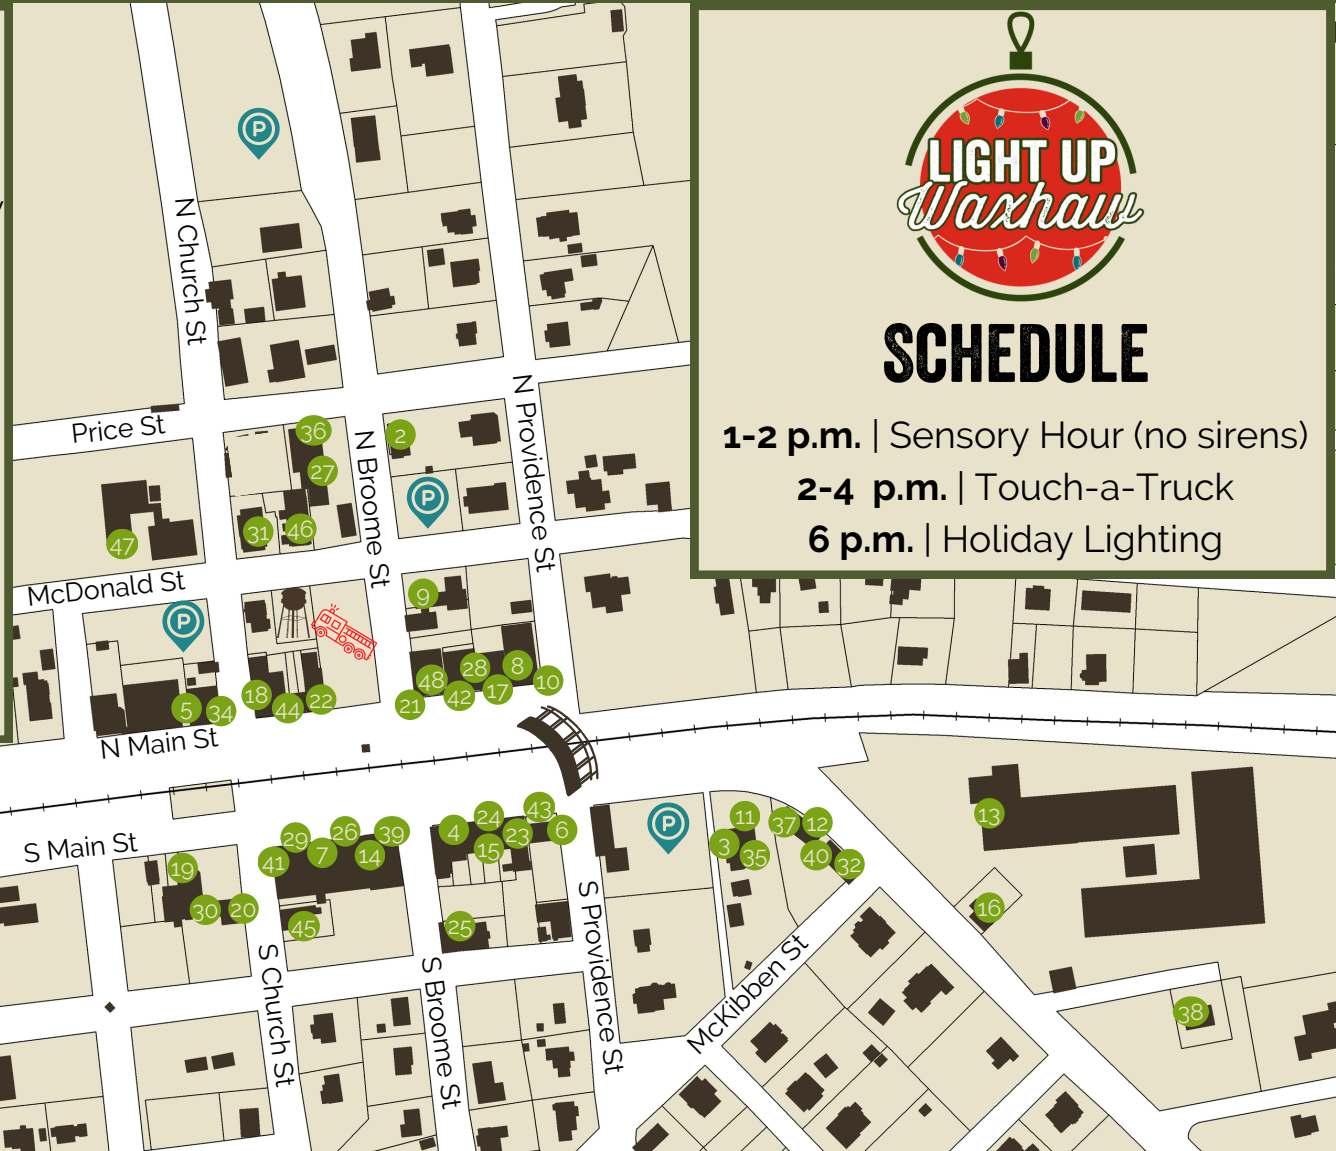 LIGHT UP
Waxhaw
SCHEDULE
1-2 p.m. | Sensory Hour (no sirens)
2-4 p.m. | Touch-a-Truck
6 p.m. | Holiday Lighting
P
N Church St
Price St
36
2
27
N Broome St
N Providence St
P
31
46
47
McDonald St
P
9
48
28
8
10
18
5
34
44
22
21
42
17
N Main St
S Main St
29
26
39
41
7
14
4
24
43
15
23
6
P
11
37
12
3
35
40
32
13
19
30
20
45
25
16
S Church St
S Broome St
S Providence St
McKibben St
38